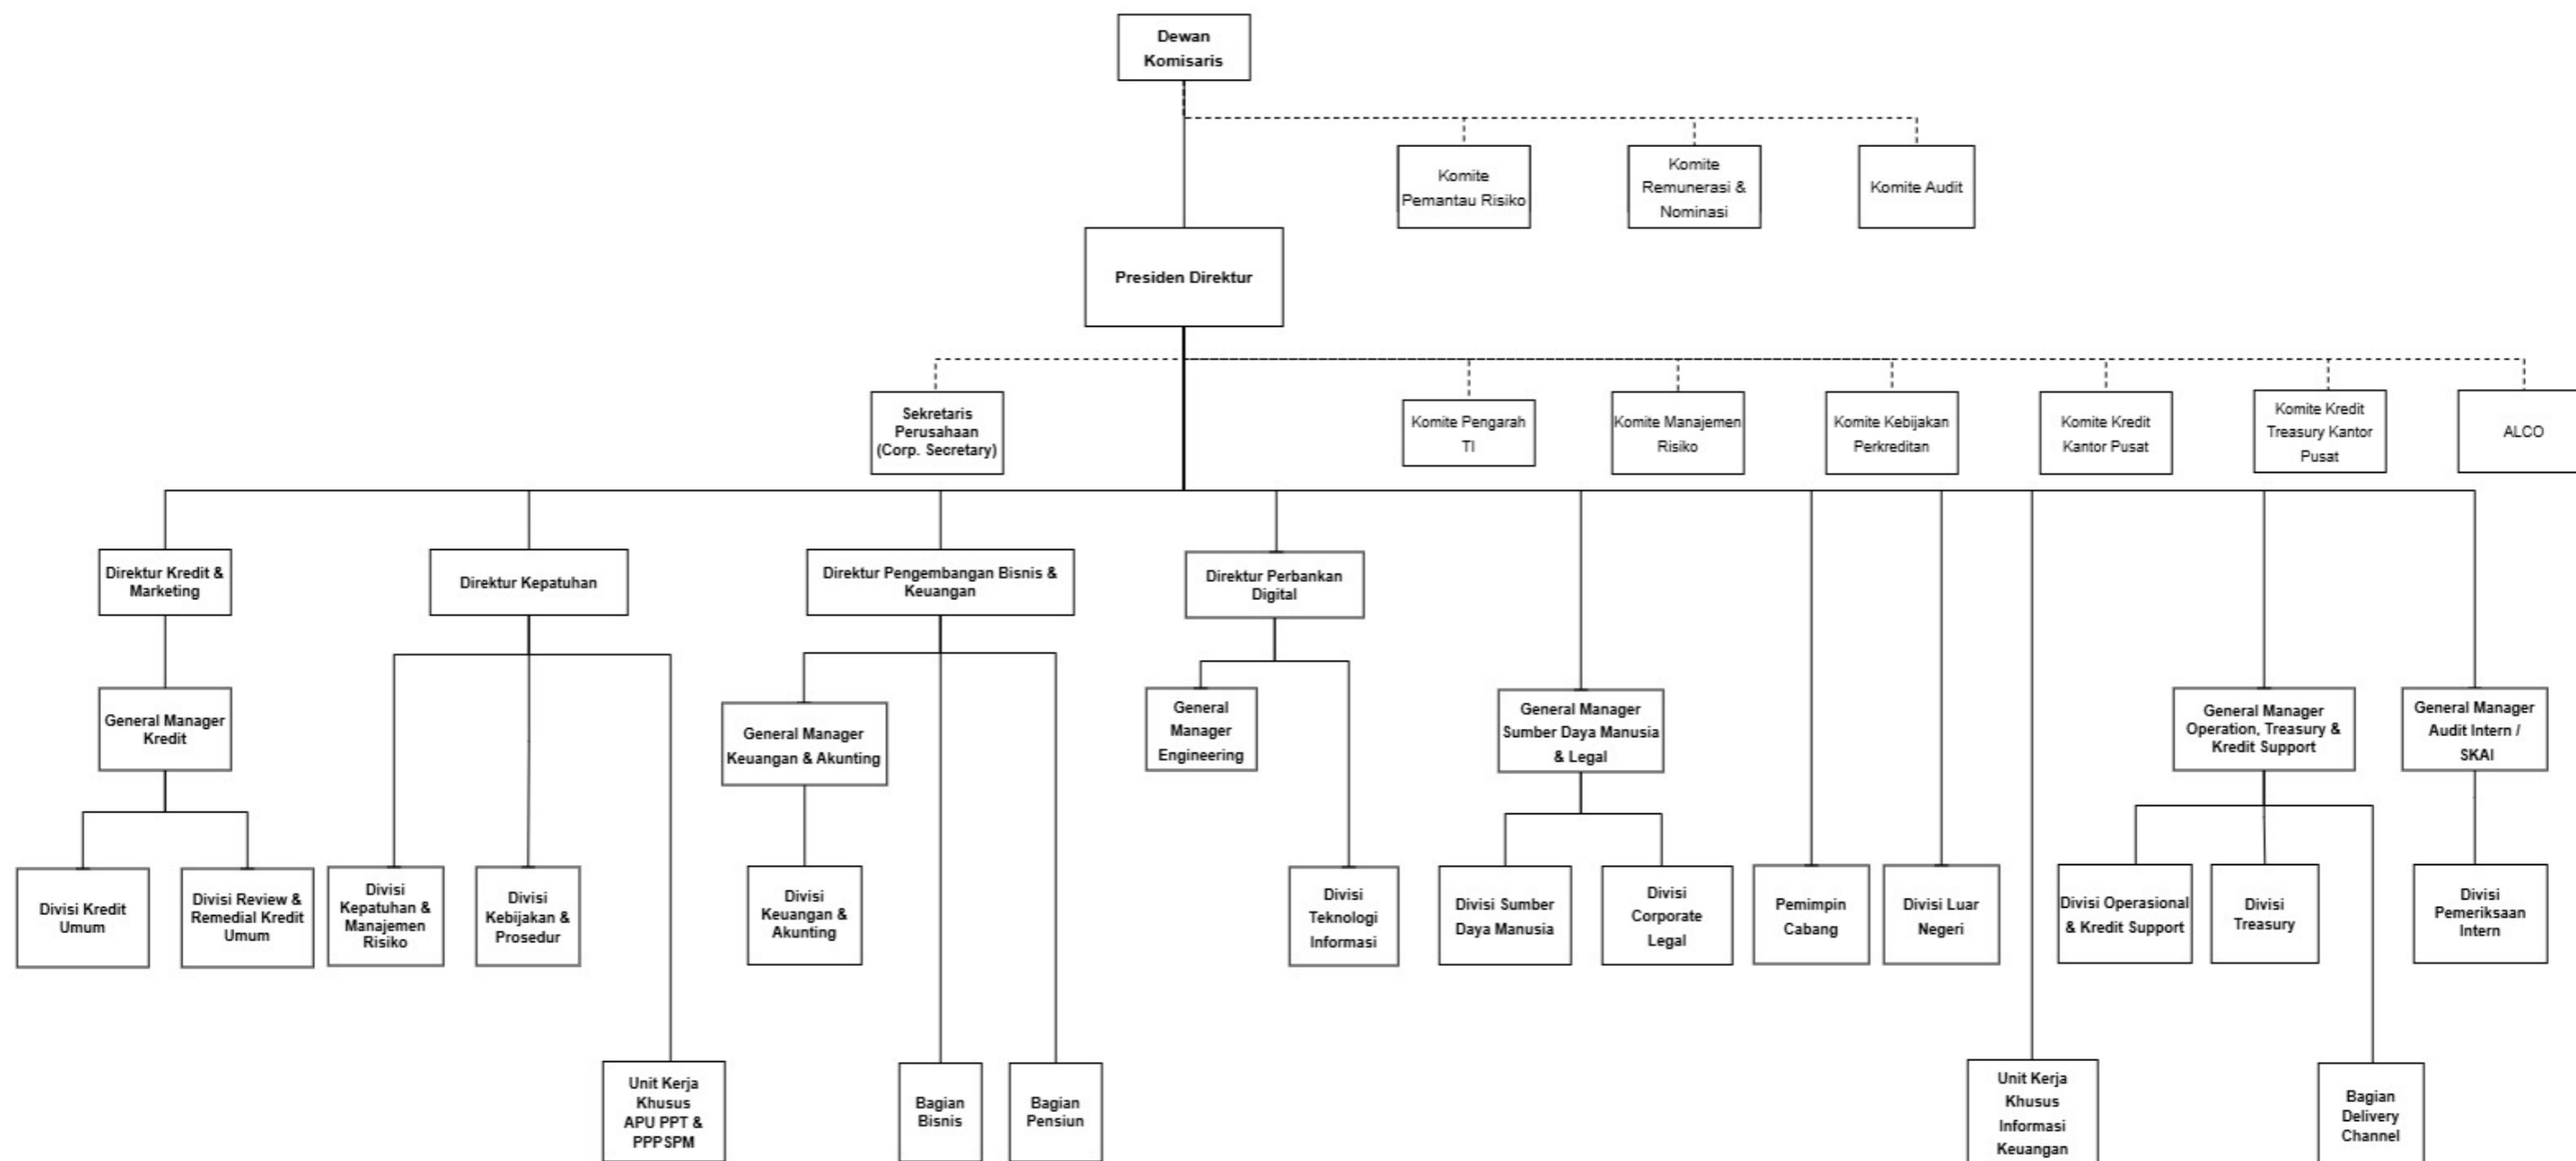 Dewan
Komisaris
Komite
Pemantau Risiko
Komite
Remunerasi &
Nominasi
Komite Audit
Presiden Direktur
Sekretaris
Perusahaan
(Corp. Secretary)
Komite Pengarah
TI
Komite Manajemen
Risiko
Komite Kebijakan
Perkreditan
Komite Kredit
Kantor Pusat
Komite Kredit
Treasury Kantor
Pusat
ALCO
Direktur Kredit &
Marketing
Direktur Kepatuhan
Direktur Pengembangan Bisnis &
Keuangan
Direktur Perbankan
Digital
General Manager
Kredit
General Manager
Keuangan & Akunting
General
Manager
Engineering
General Manager
Sumber Daya Manusia
& Legal
General Manager
Operation, Treasury &
Kredit Support
General Manager
Audit Intern /
SKAI
Divisi Kredit
Umum
Divisi Review &
Remedial Kredit
Umum
Divisi
Kepatuhan &
Manajemen
Risiko
Divisi
Kebijakan &
Prosedur
Divisi
Keuangan &
Akunting
Divisi
Teknologi
Informasi
Divisi Sumber
Daya Manusia
Divisi
Corporate
Legal
Pemimpin
Cabang
Divisi Luar
Negeri
Divisi Operasional
& Kredit Support
Divisi
Treasury
Divisi
Pemeriksaan
Intern
Unit Kerja
Khusus
APU PPT &
PPPSPM
Bagian
Bisnis
Bagian
Pensiun
Unit Kerja
Khusus
Informasi
Keuangan
Bagian
Delivery
Channel